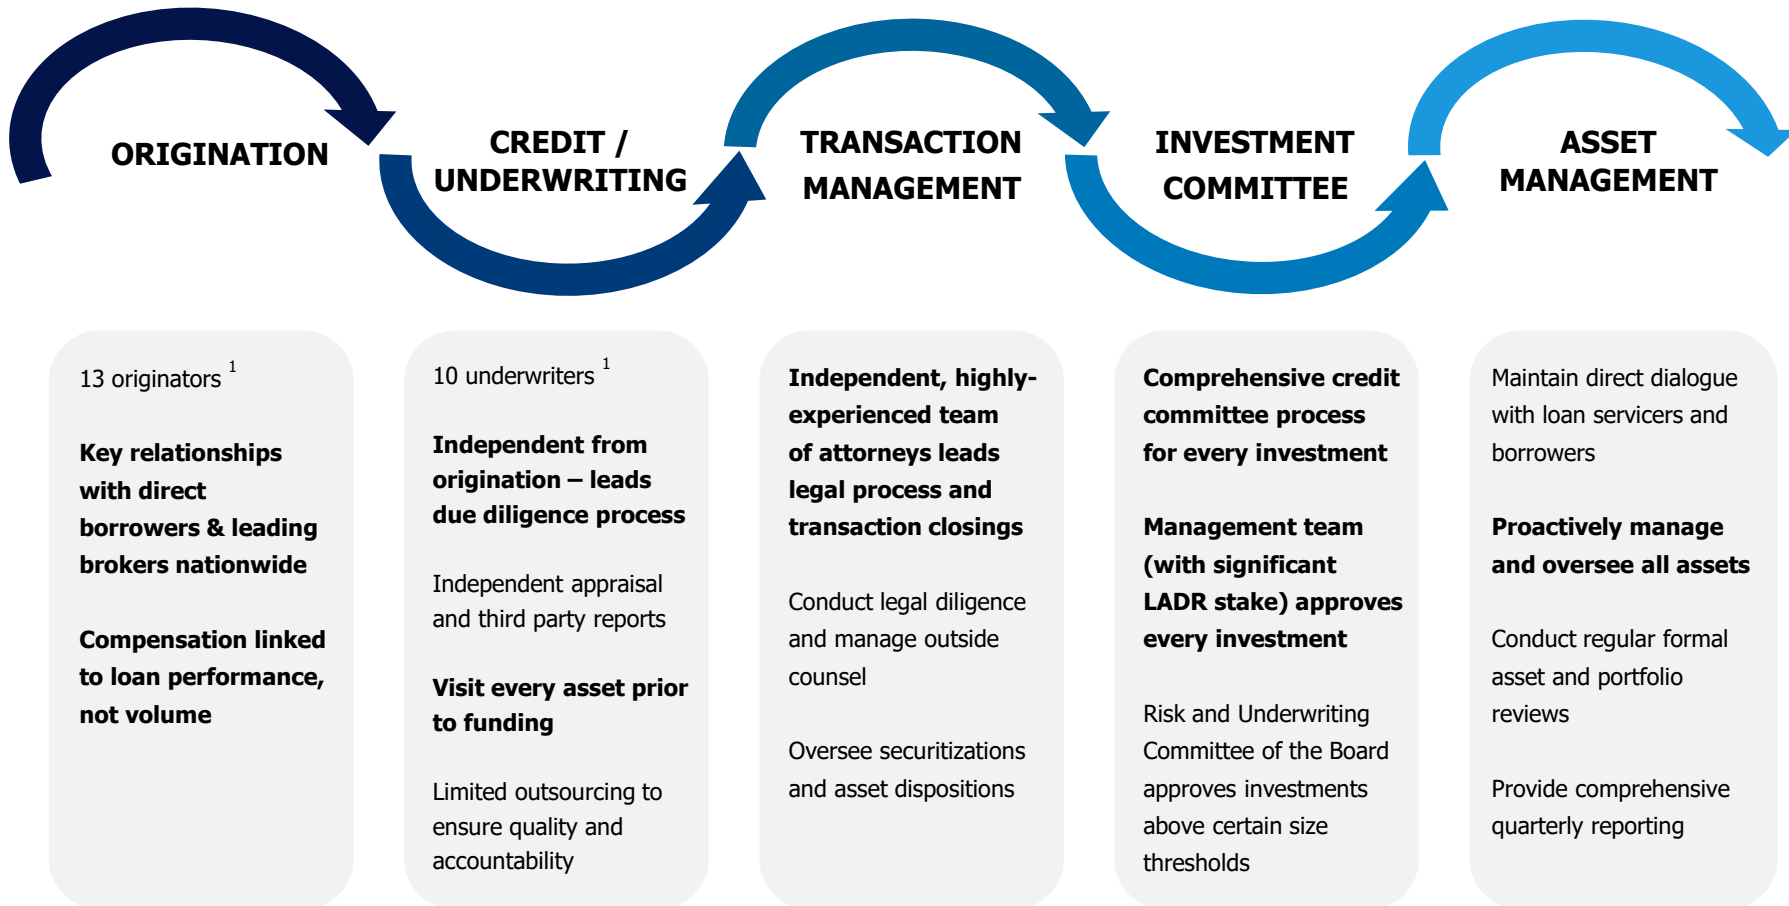 ORIGINATION
CREDIT /
UNDERWRITING
TRANSACTION
MANAGEMENT
INVESTMENT
COMMITTEE
ASSET
MANAGEMENT
13 originators 1
Key relationships
with direct
borrowers & leading
brokers nationwide
Compensation linked
to loan performance,
not volume
10 underwriters 1
Independent from
origination – leads
due diligence process
Independent appraisal
and third party reports
Visit every asset prior
to funding
Limited outsourcing to
ensure quality and
accountability
Independent, highly-
experienced team
of attorneys leads
legal process and
transaction closings
Conduct legal diligence
and manage outside
counsel
Oversee securitizations
and asset dispositions
Comprehensive credit
committee process
for every investment
Management team
(with significant
LADR stake) approves
every investment
Risk and Underwriting
Committee of the Board
approves investments
above certain size
thresholds
Maintain direct dialogue
with loan servicers and
borrowers
Proactively manage
and oversee all assets
Conduct regular formal
asset and portfolio
reviews
Provide comprehensive
quarterly reporting